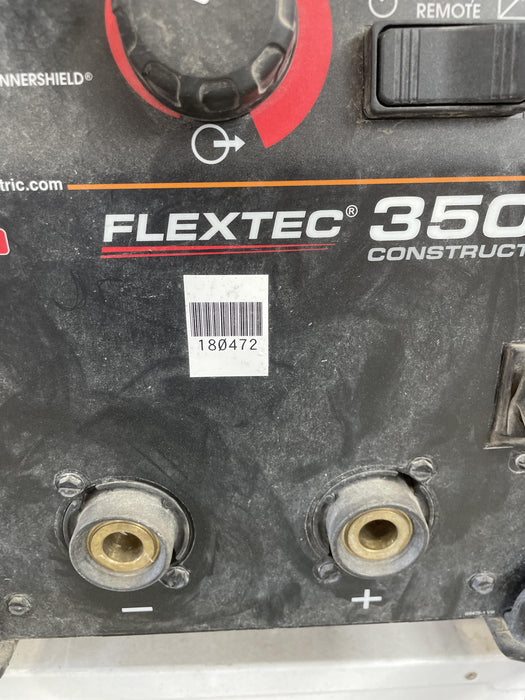 REMOTE
NNERSHIELD®
tric.com
FLEXTEC® 350
CONSTRUCT
180472
- +